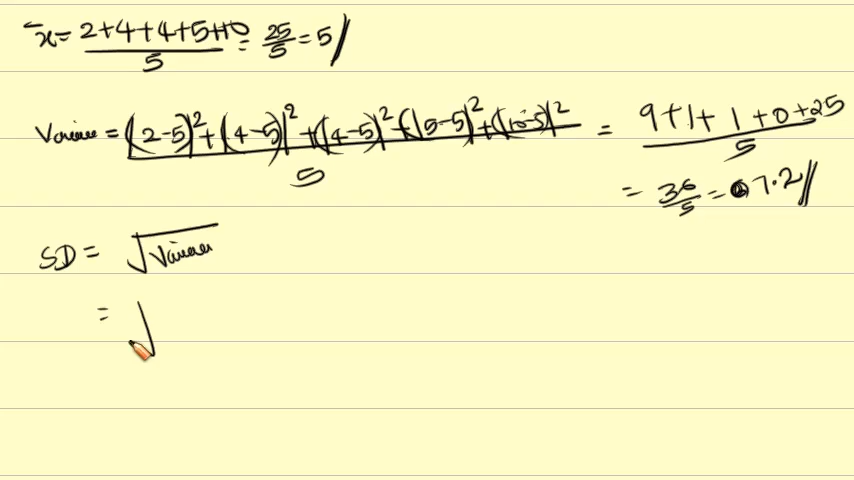 x̄ = 2+4+4+5+10 / 5 = 25/5 = 5//
Variance = (2-5)² + (4-5)² + (4-5)² + (5-5)² + (10-5)² / 5 = 9+1+1+0+25 / 5
= 36/5 = 7.2//
SD = √Variance
= √